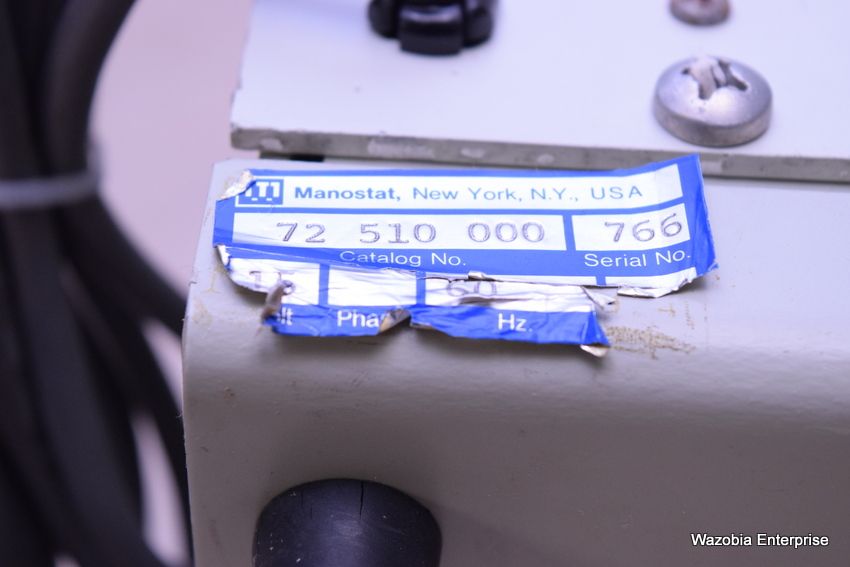 Manostat, New York, N.Y., USA
72 510 000 766
Catalog No. Serial No.
60
Hz.
Wazobia Enterprise